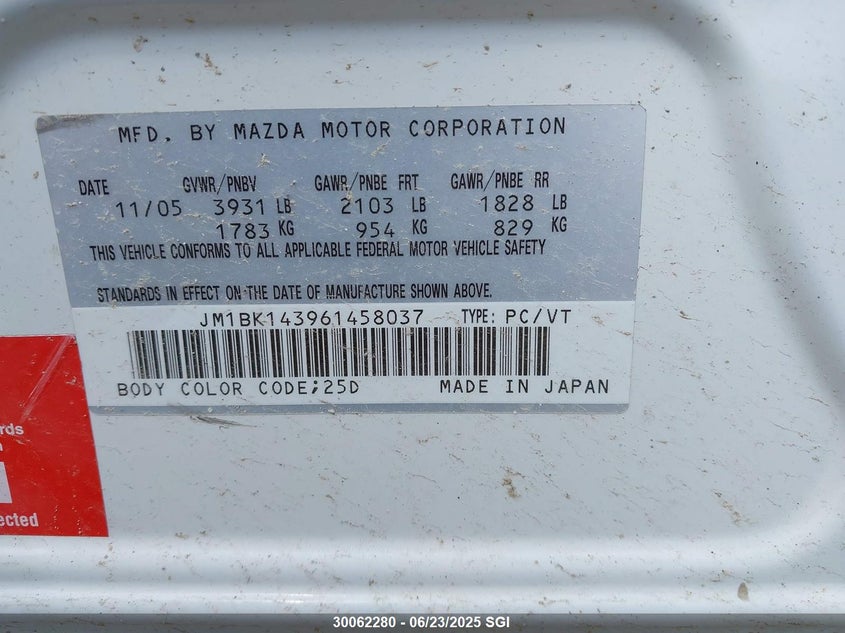 MFD. BY MAZDA MOTOR CORPORATION
DATE GVWR/PNBV GAWR/PNBE FRT GAWR/PNBE RR
11/05 3931 LB 2103 LB 1828 LB
1783 KG 954 KG 829 KG
THIS VEHICLE CONFORMS TO ALL APPLICABLE FEDERAL MOTOR VEHICLE SAFETY
STANDARDS IN EFFECT ON THE DATE OF MANUFACTURE SHOWN ABOVE.
JM1BK143961458037 TYPE: PC/VT
BODY COLOR CODE;25D MADE IN JAPAN
30062280 - 06/23/2025 SGI